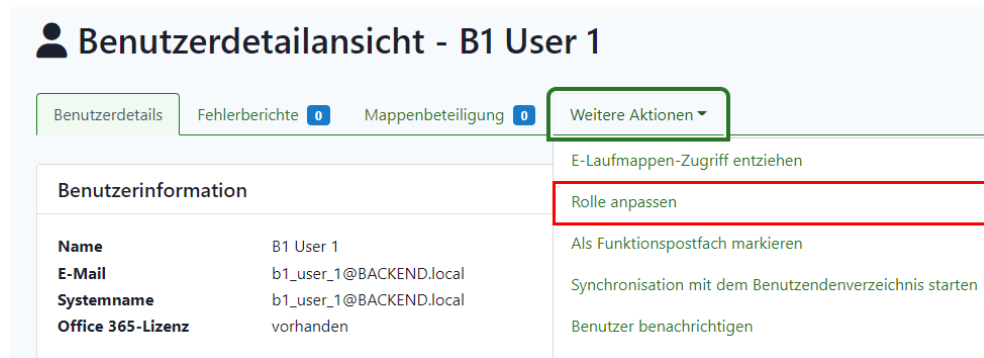 Benutzerdetailansicht - B1 User 1
Benutzerdetails Fehlerberichte 0 Mappenbeteiligung 0 Weitere Aktionen
E-Laufmappen-Zugriff entziehen
Rolle anpassen
Als Funktionspostfach markieren
Synchronisation mit dem Benutzendenverzeichnis starten
Benutzer benachrichtigen
Benutzerinformation
Name B1 User 1
E-Mail b1_user_1@BACKEND.local
Systemname b1_user_1@BACKEND.local
Office 365-Lizenz vorhanden